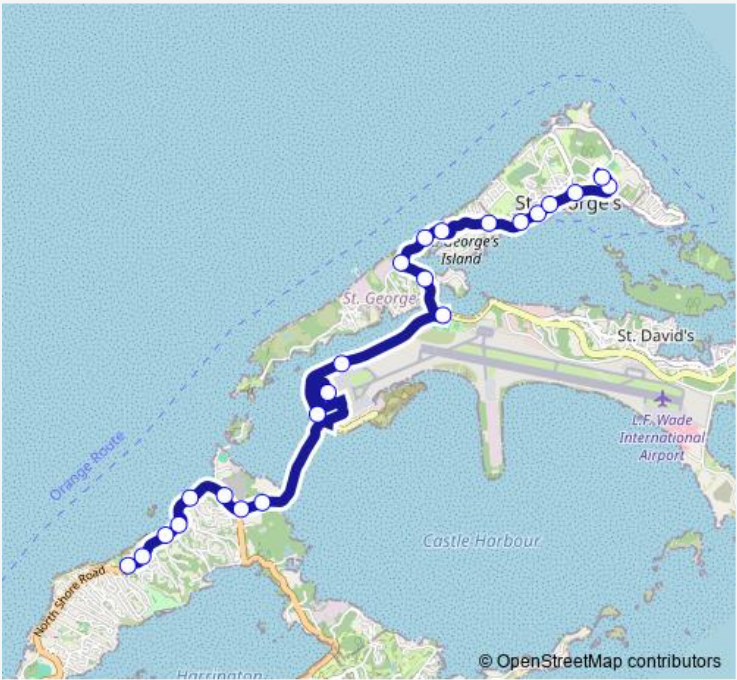 St. George's
George's
Island
St. George
St. David's
L.F. Wade
International
Airport
Orange Route
Castle Harbour
North Shore Road
Harrington
© OpenStreetMap contributors